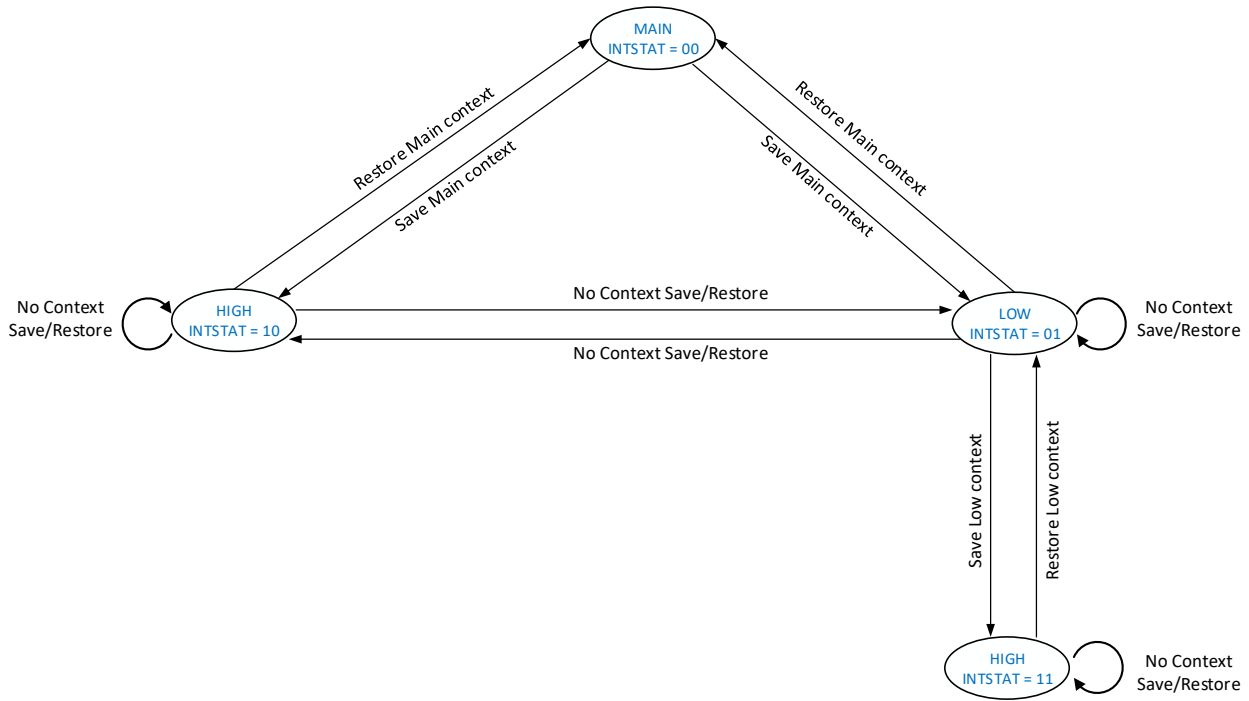 MAIN
INTSTAT = 00
Restore Main context
Save Main context
Save Main context
Restore Main context
No Context
Save/Restore
HIGH
INTSTAT = 10
No Context Save/Restore
No Context Save/Restore
LOW
INTSTAT = 01
No Context
Save/Restore
Save Low context
Restore Low context
HIGH
INTSTAT = 11
No Context
Save/Restore